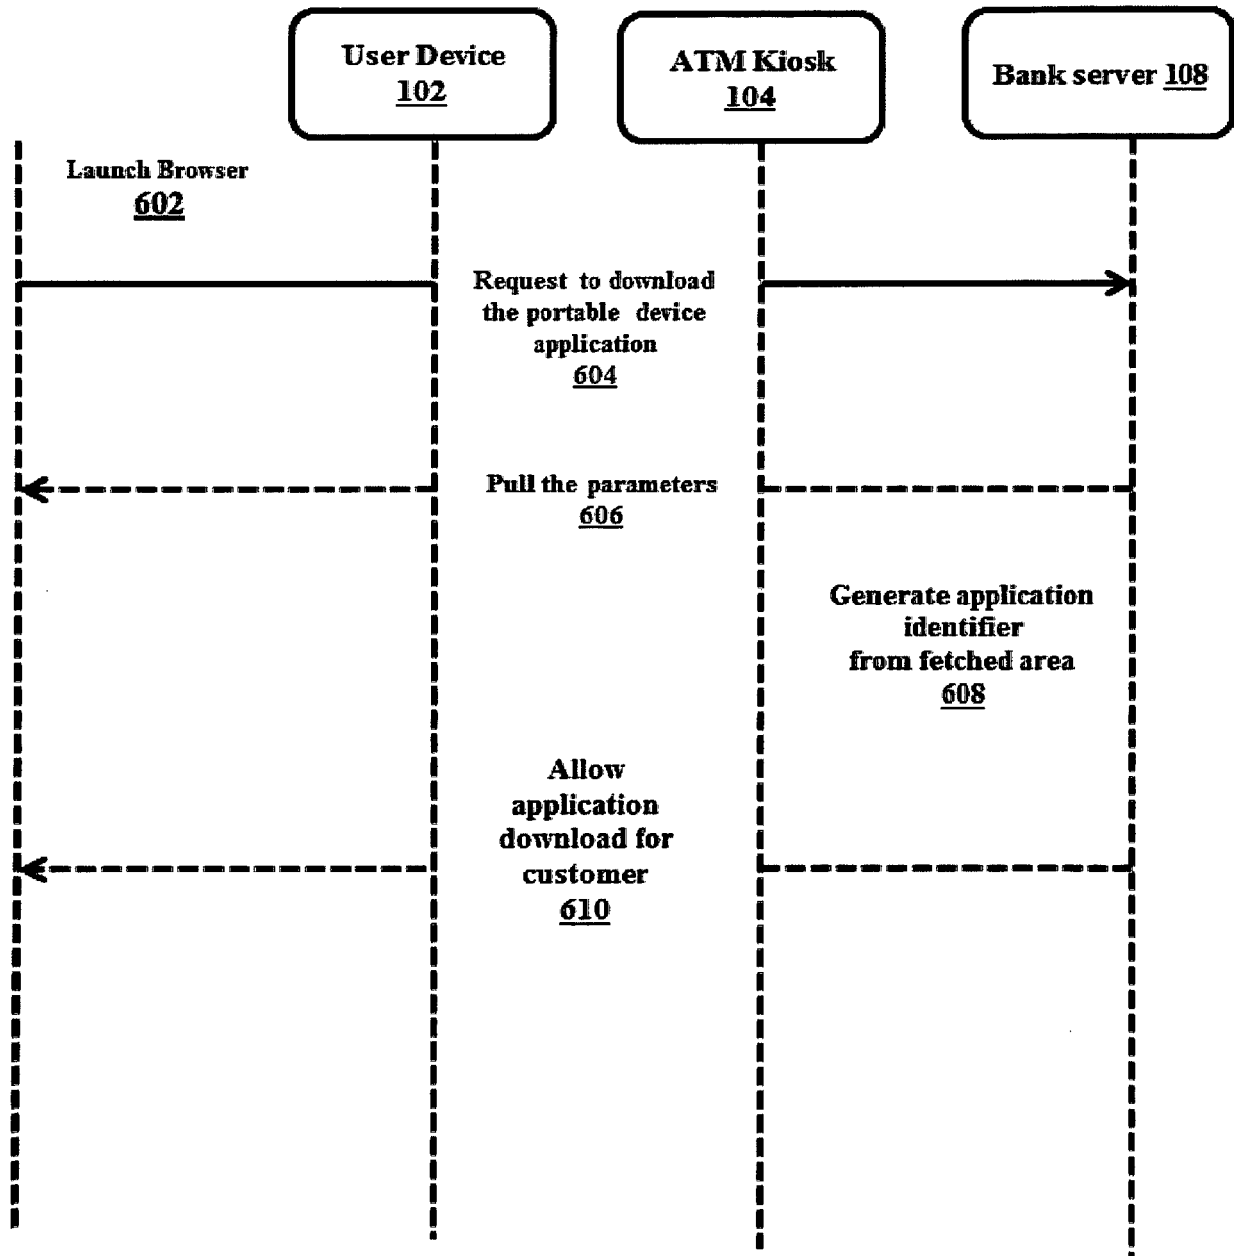 User Device
102
ATM Kiosk
104
Bank server 108
Launch Browser
602
Request to download
the portable device
application
604
Pull the parameters
606
Generate application
identifier
from fetched area
608
Allow
application
download for
customer
610